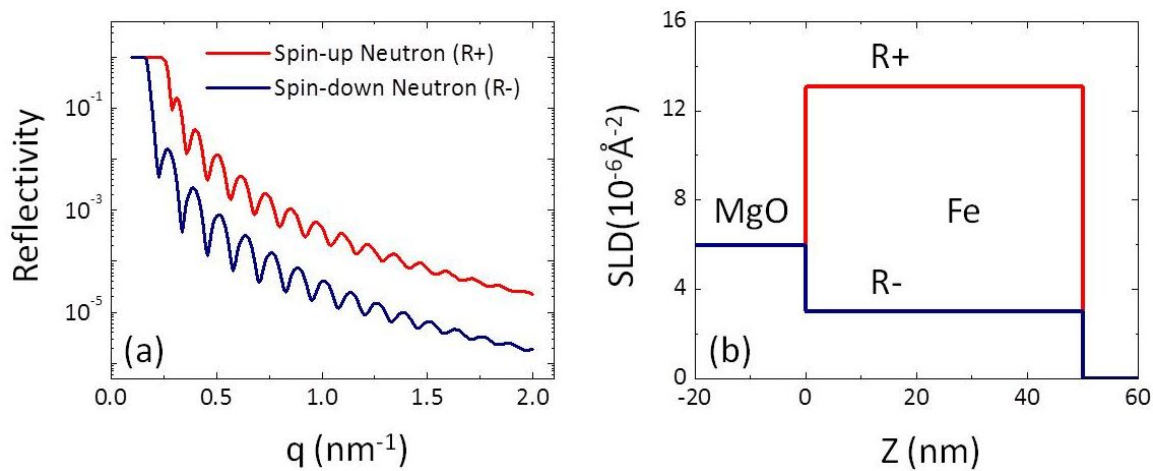 Spin-up Neutron (R+)
Spin-down Neutron (R-)
10⁻¹
10⁻³
10⁻⁵
Reflectivity
(a)
0.0 0.5 1.0 1.5 2.0
q (nm⁻¹)
16
12
8
4
0
SLD(10⁻⁶Å⁻²)
R+
MgO
Fe
R-
(b)
-20 0 20 40 60
Z (nm)